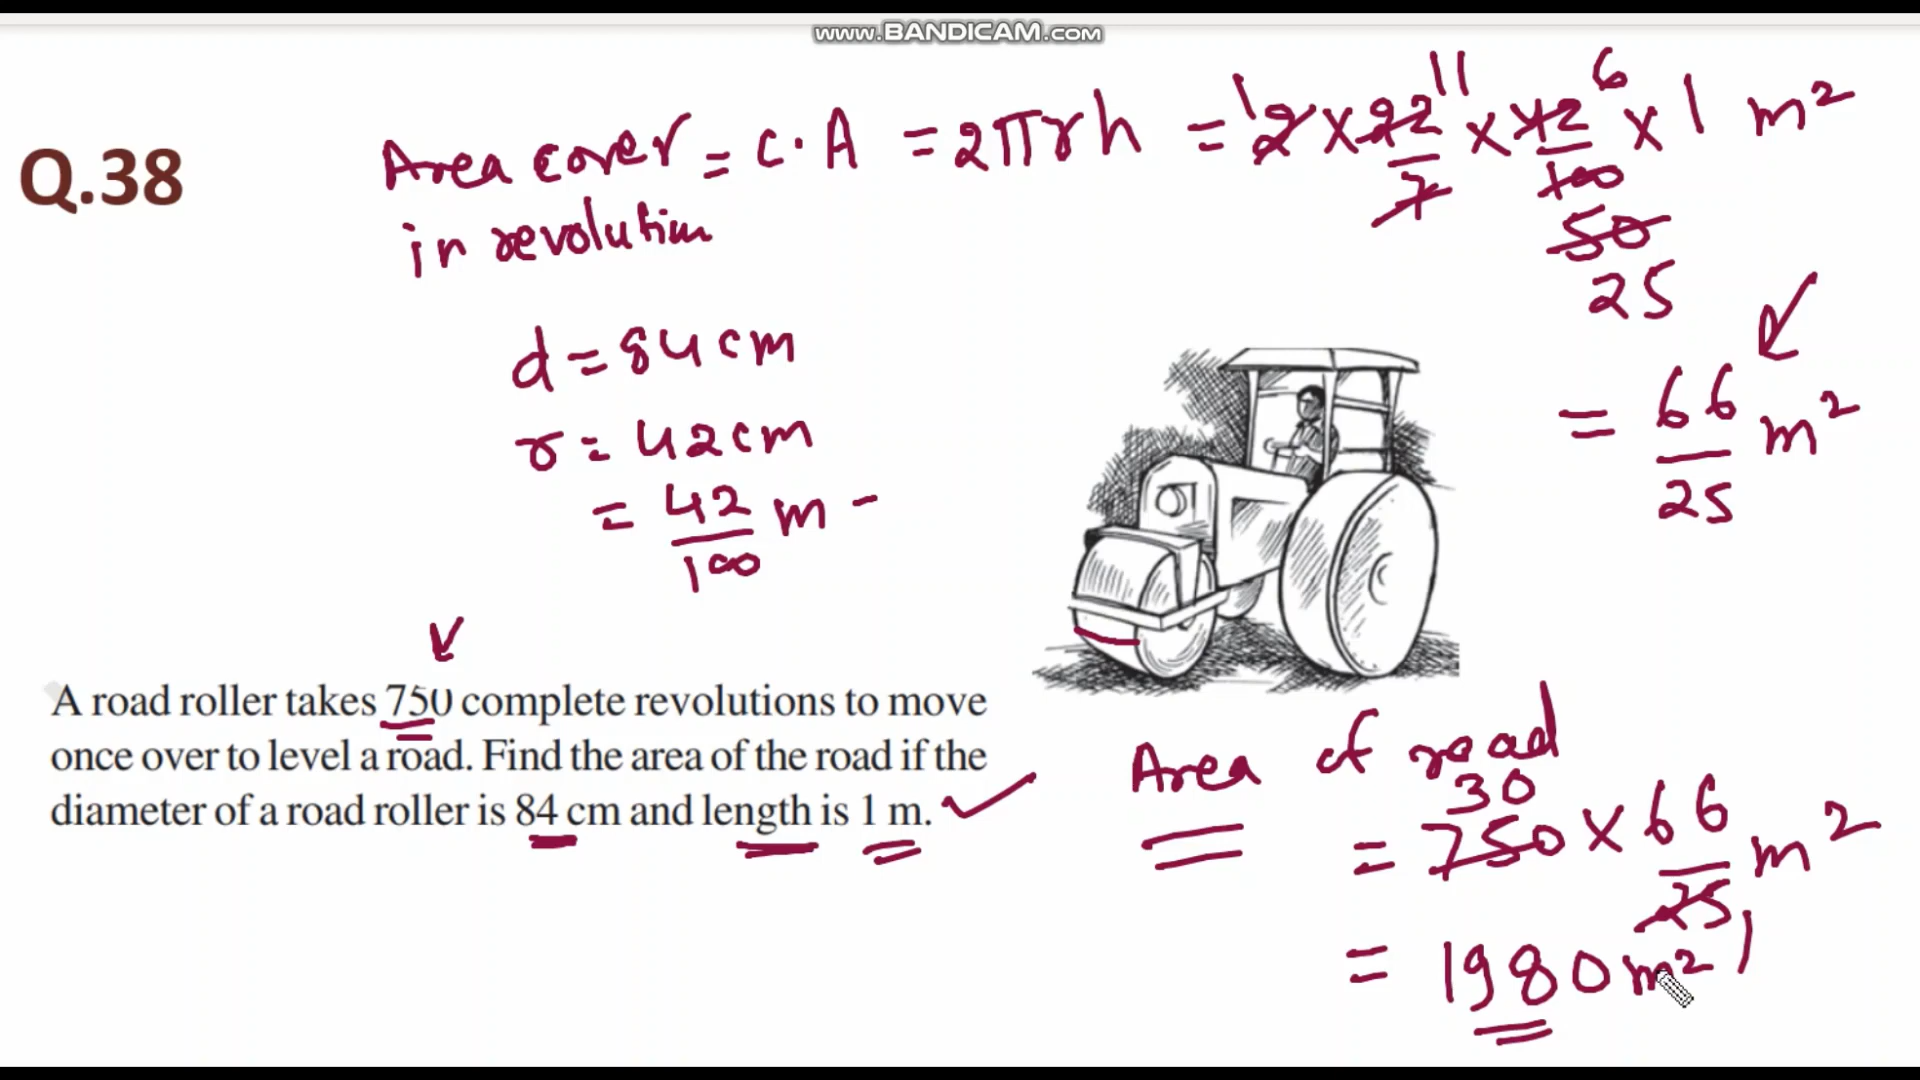 www.BANDICAM.com
Q.38
Area cover = C.A = 2πrh = 2 1 × 22 11 / 7 × 42 6 / 100 50 25 × 1 m²
in revolution
= 66/25 m²
d = 84 cm
r = 42 cm
= 42/100 m -
A road roller takes 750 complete revolutions to move
once over to level a road. Find the area of the road if the
diameter of a road roller is 84 cm and length is 1 m.
Area of road
= 750 30 × 66/25 1 m²
= 1980 m²